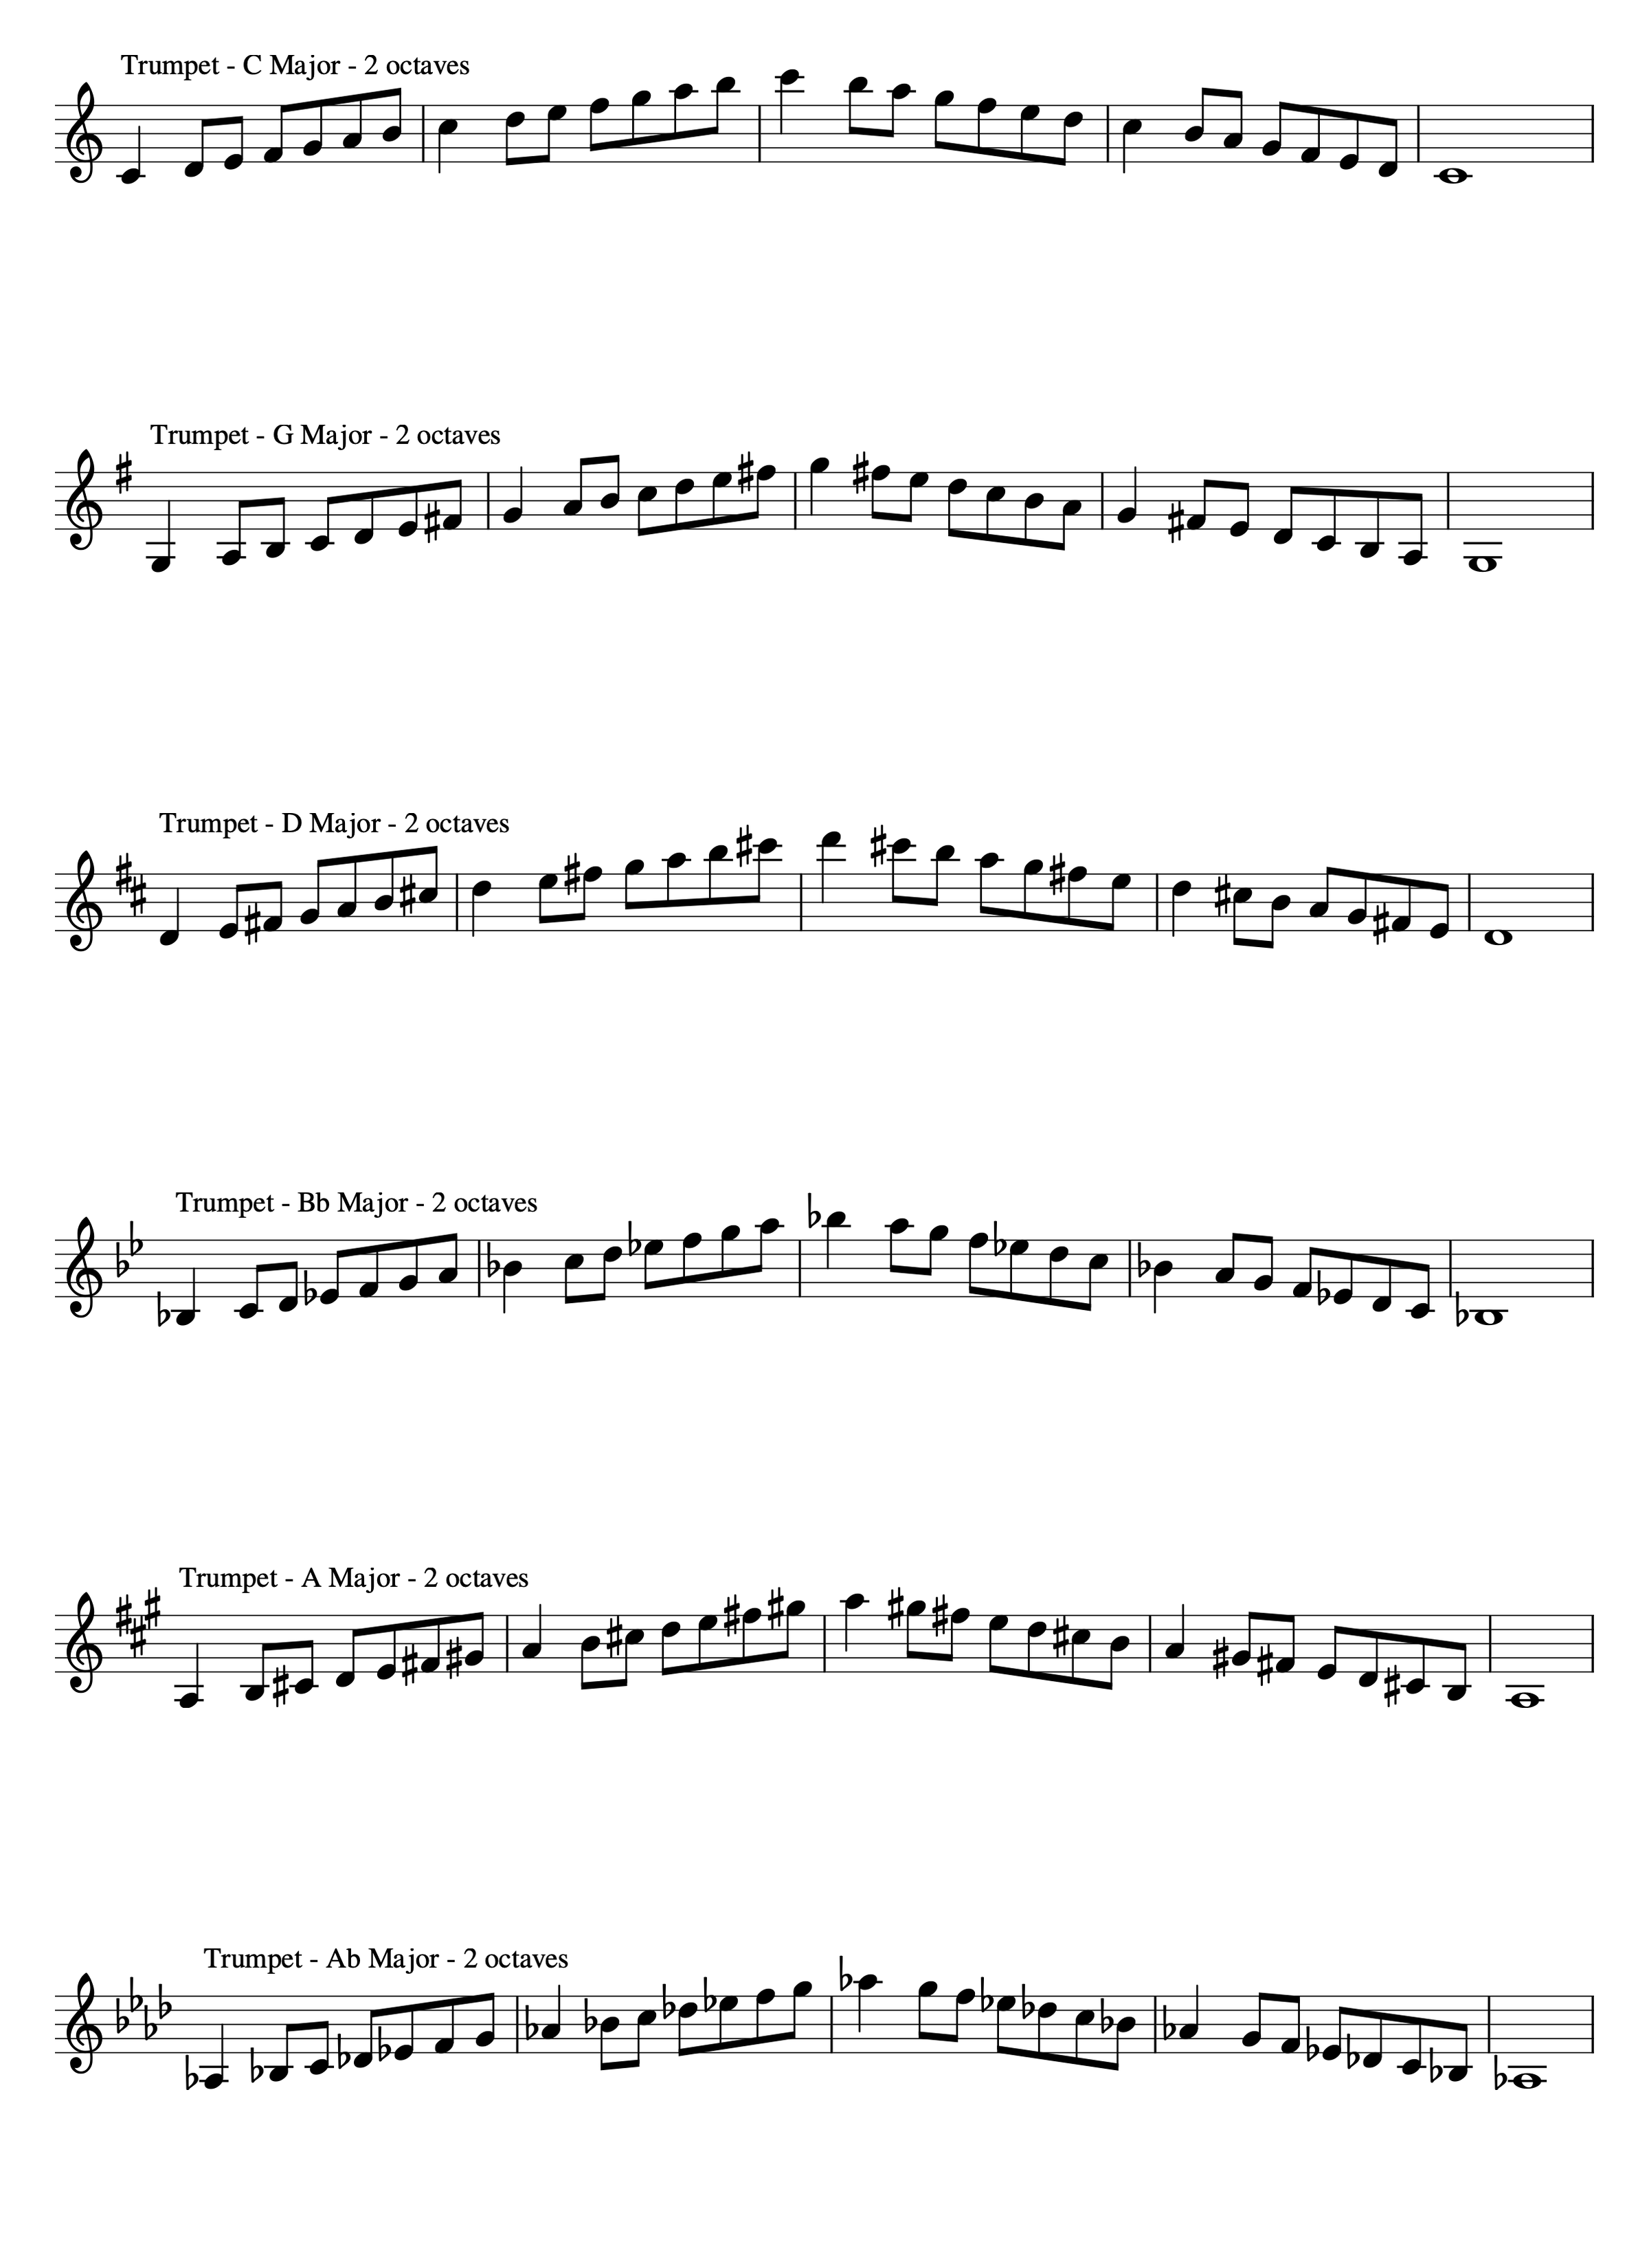 Trumpet - C Major - 2 octaves
Trumpet - G Major - 2 octaves
Trumpet - D Major - 2 octaves
Trumpet - Bb Major - 2 octaves
Trumpet - A Major - 2 octaves
Trumpet - Ab Major - 2 octaves